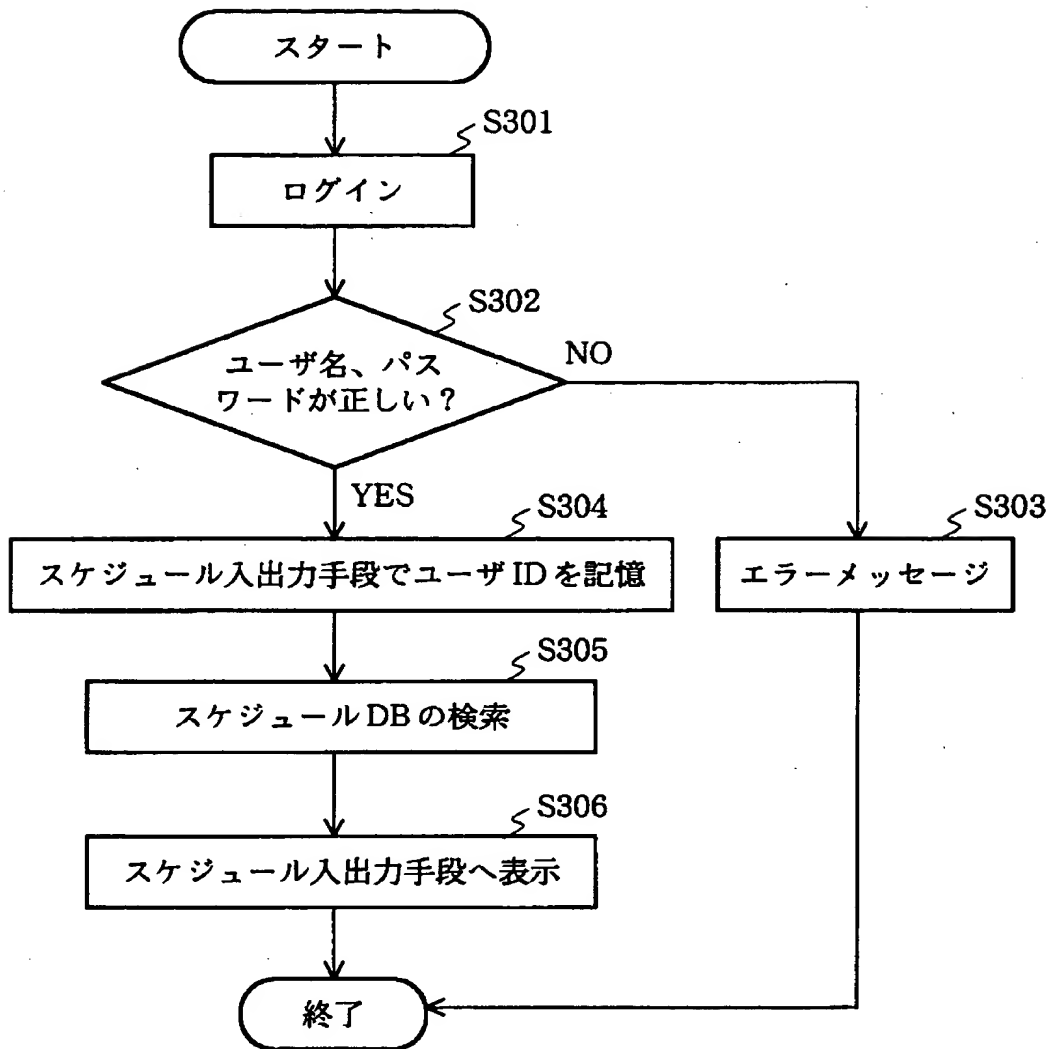 スタート
S301
ログイン
S302
ユーザ名、パス
ワードが正しい？
NO
YES
S304
スケジュール入出力手段でユーザIDを記憶
S303
エラーメッセージ
S305
スケジュールDBの検索
S306
スケジュール入出力手段へ表示
終了